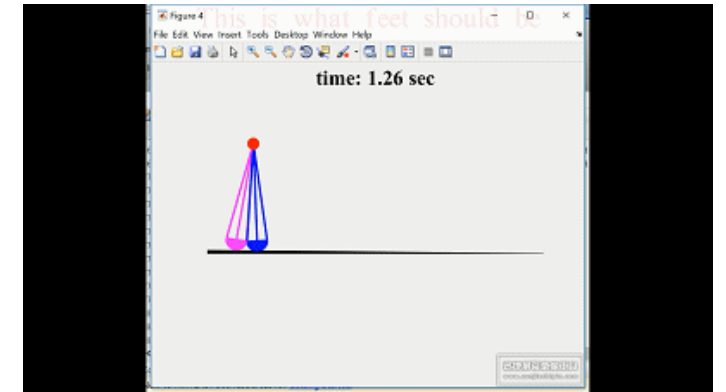 Figure 4
This is what feet should be
File Edit View Insert Tools Desktop Window Help
time: 1.26 sec